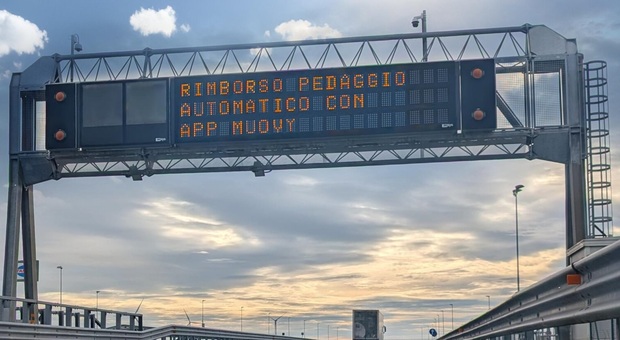 RIMBORSO PEDAGGIO
AUTOMATICO CON
APP MUOVY